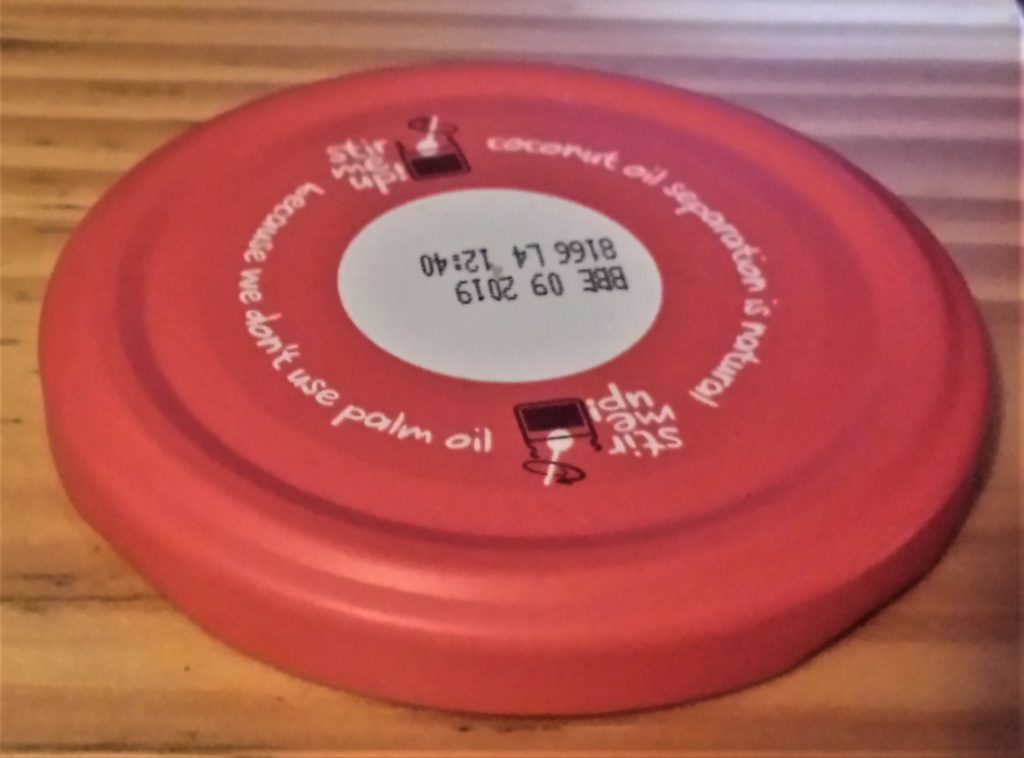 stir
me
up!
coconut oil separation is natural
stir
me
up!
because we don't use palm oil
BBE 09 2019
8166 L4 12:40